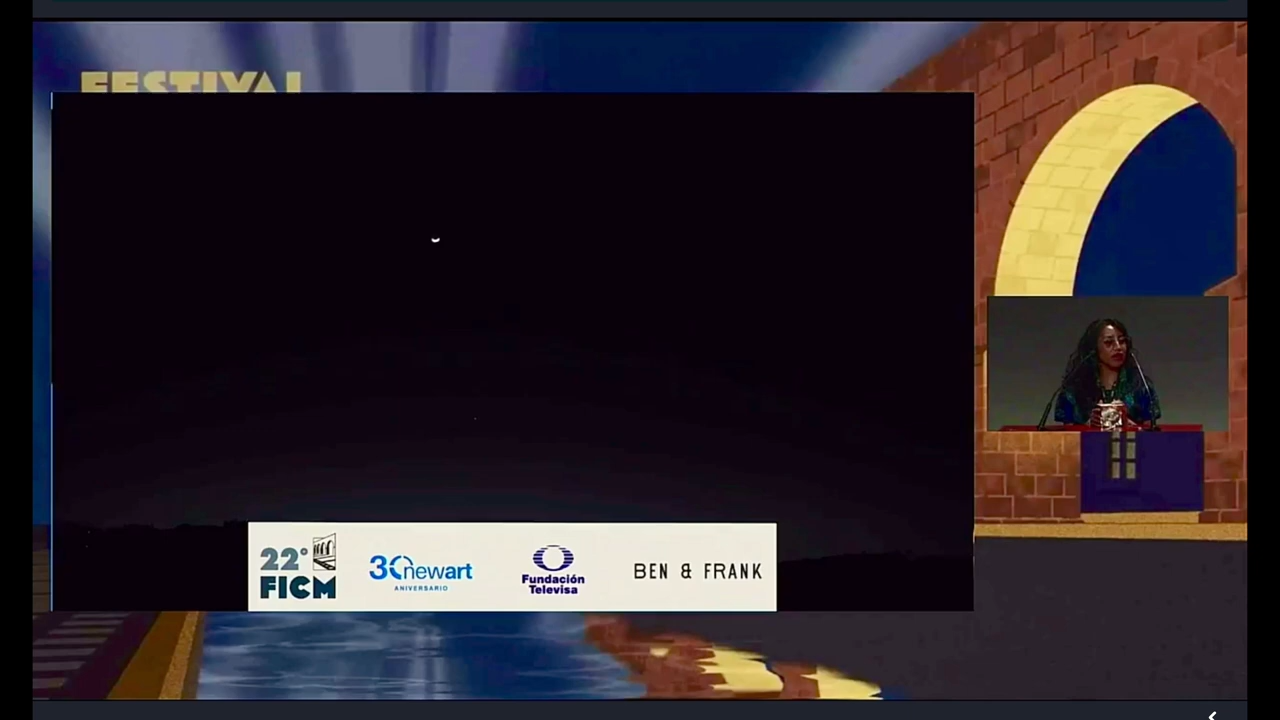 FESTIVAL
22°
FICM
30 newart
ANIVERSARIO
Fundación
Televisa
BEN & FRANK